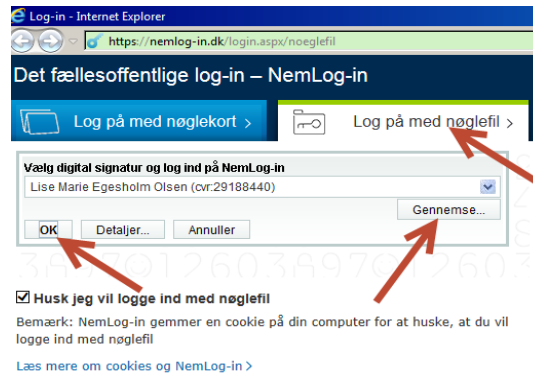 Log-in - Internet Explorer
https://nemlog-in.dk/login.aspx/noeglefil
Det fællesoffentlige log-in – NemLog-in
Log på med nøglekort >
Log på med nøglefil >
Vælg digital signatur og log ind på NemLog-in
Lise Marie Egesholm Olsen (cvr:29188440)
Gennemse...
OK Detaljer... Annuller
Husk jeg vil logge ind med nøglefil
Bemærk: NemLog-in gemmer en cookie på din computer for at huske, at du vil
logge ind med nøglefil
Læs mere om cookies og NemLog-in >